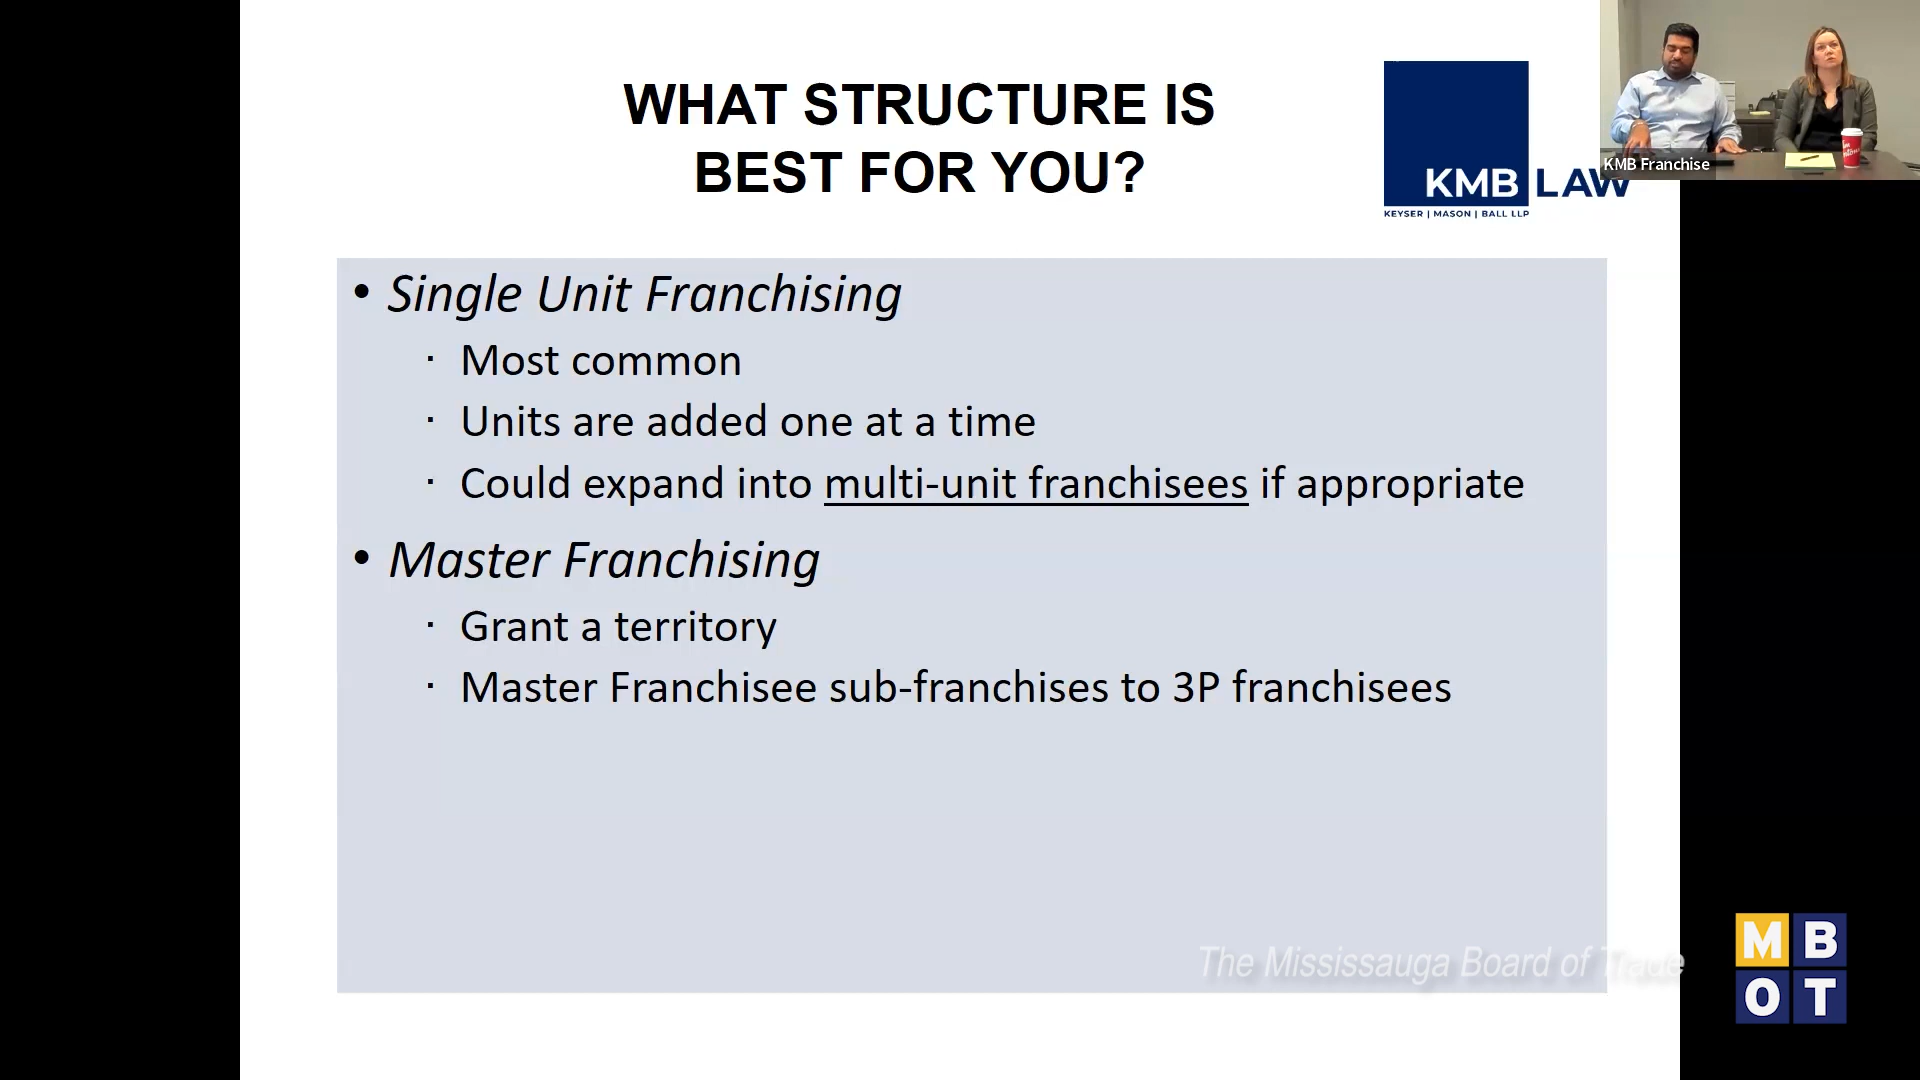 WHAT STRUCTURE IS
BEST FOR YOU?
KMB LAW
KEYSER | MASON | BALL LLP
KMB Franchise
• Single Unit Franchising
· Most common
· Units are added one at a time
· Could expand into multi-unit franchisees if appropriate
• Master Franchising
· Grant a territory
· Master Franchisee sub-franchises to 3P franchisees
The Mississauga Board of Trade
M B
O T